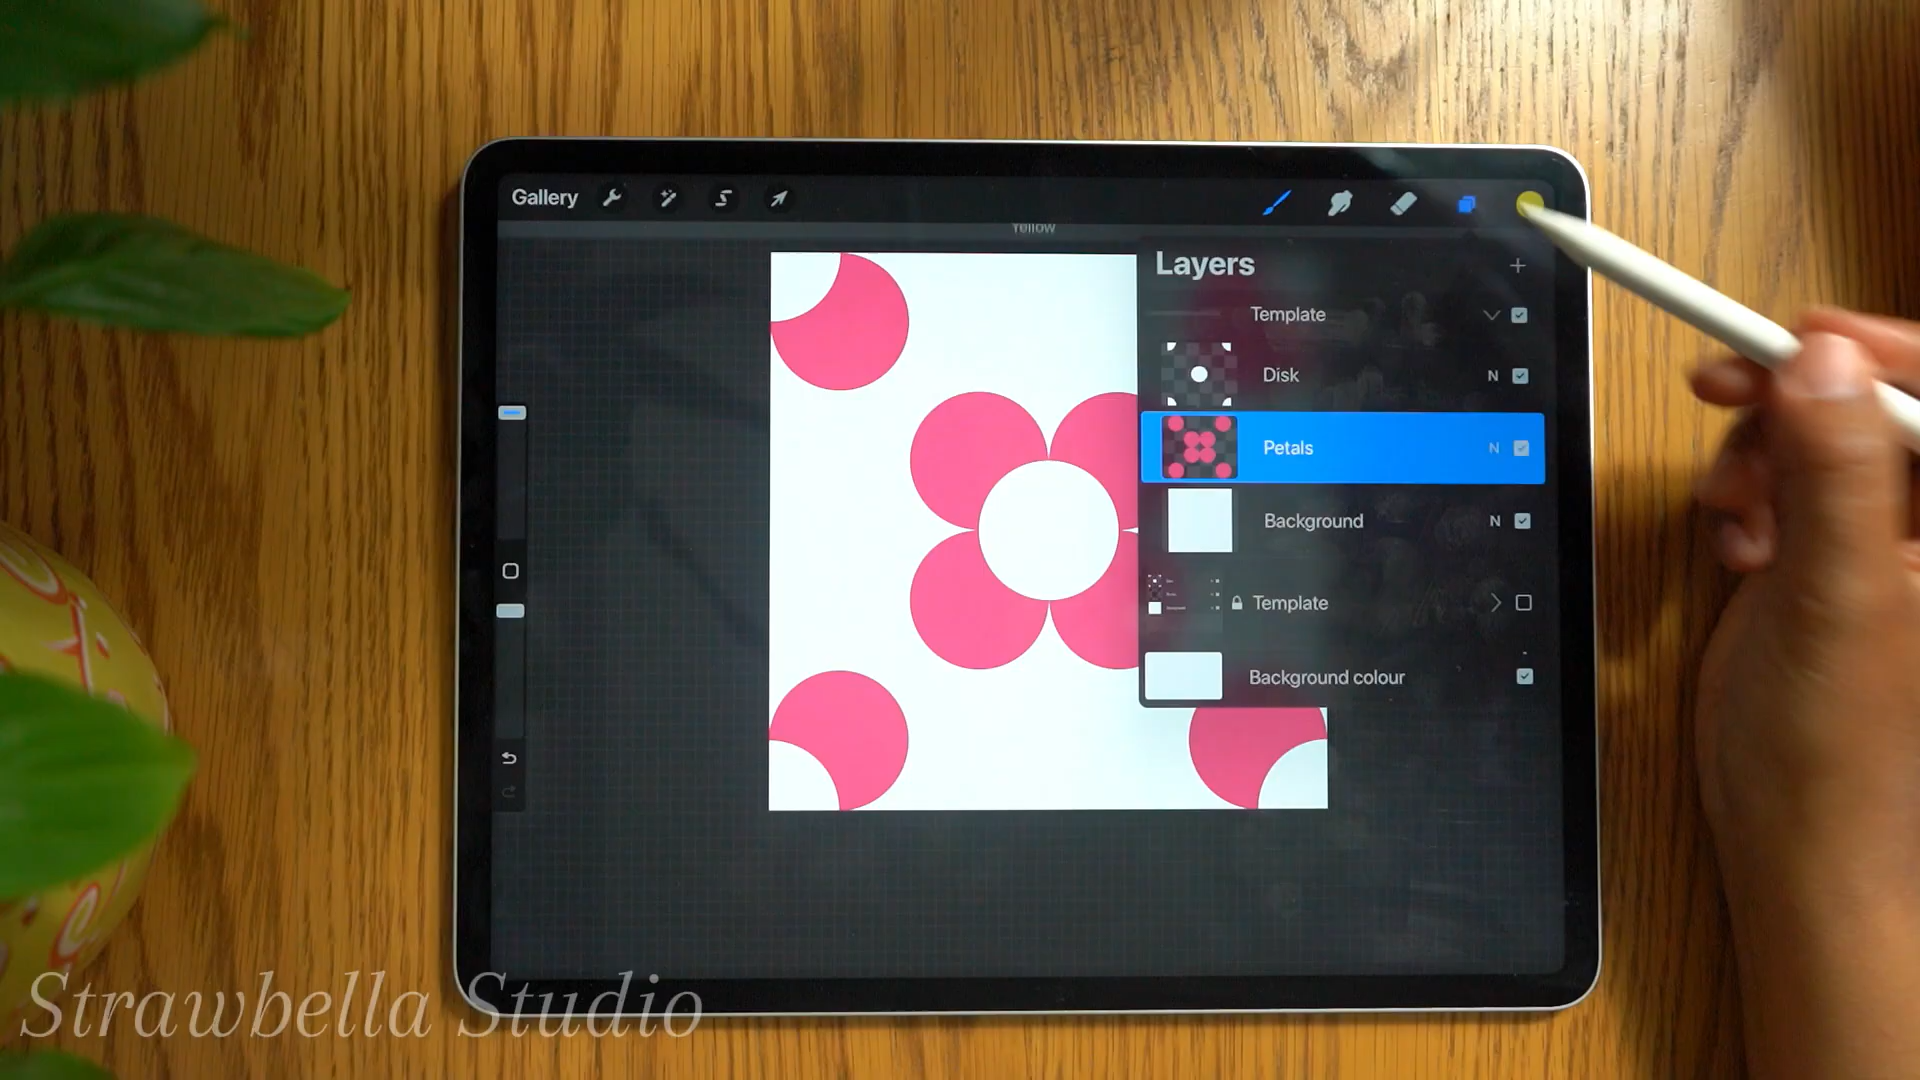 Gallery
Yellow
Layers
Template
Disk N
Petals N
Background N
Template
Background colour
Strawbella Studio